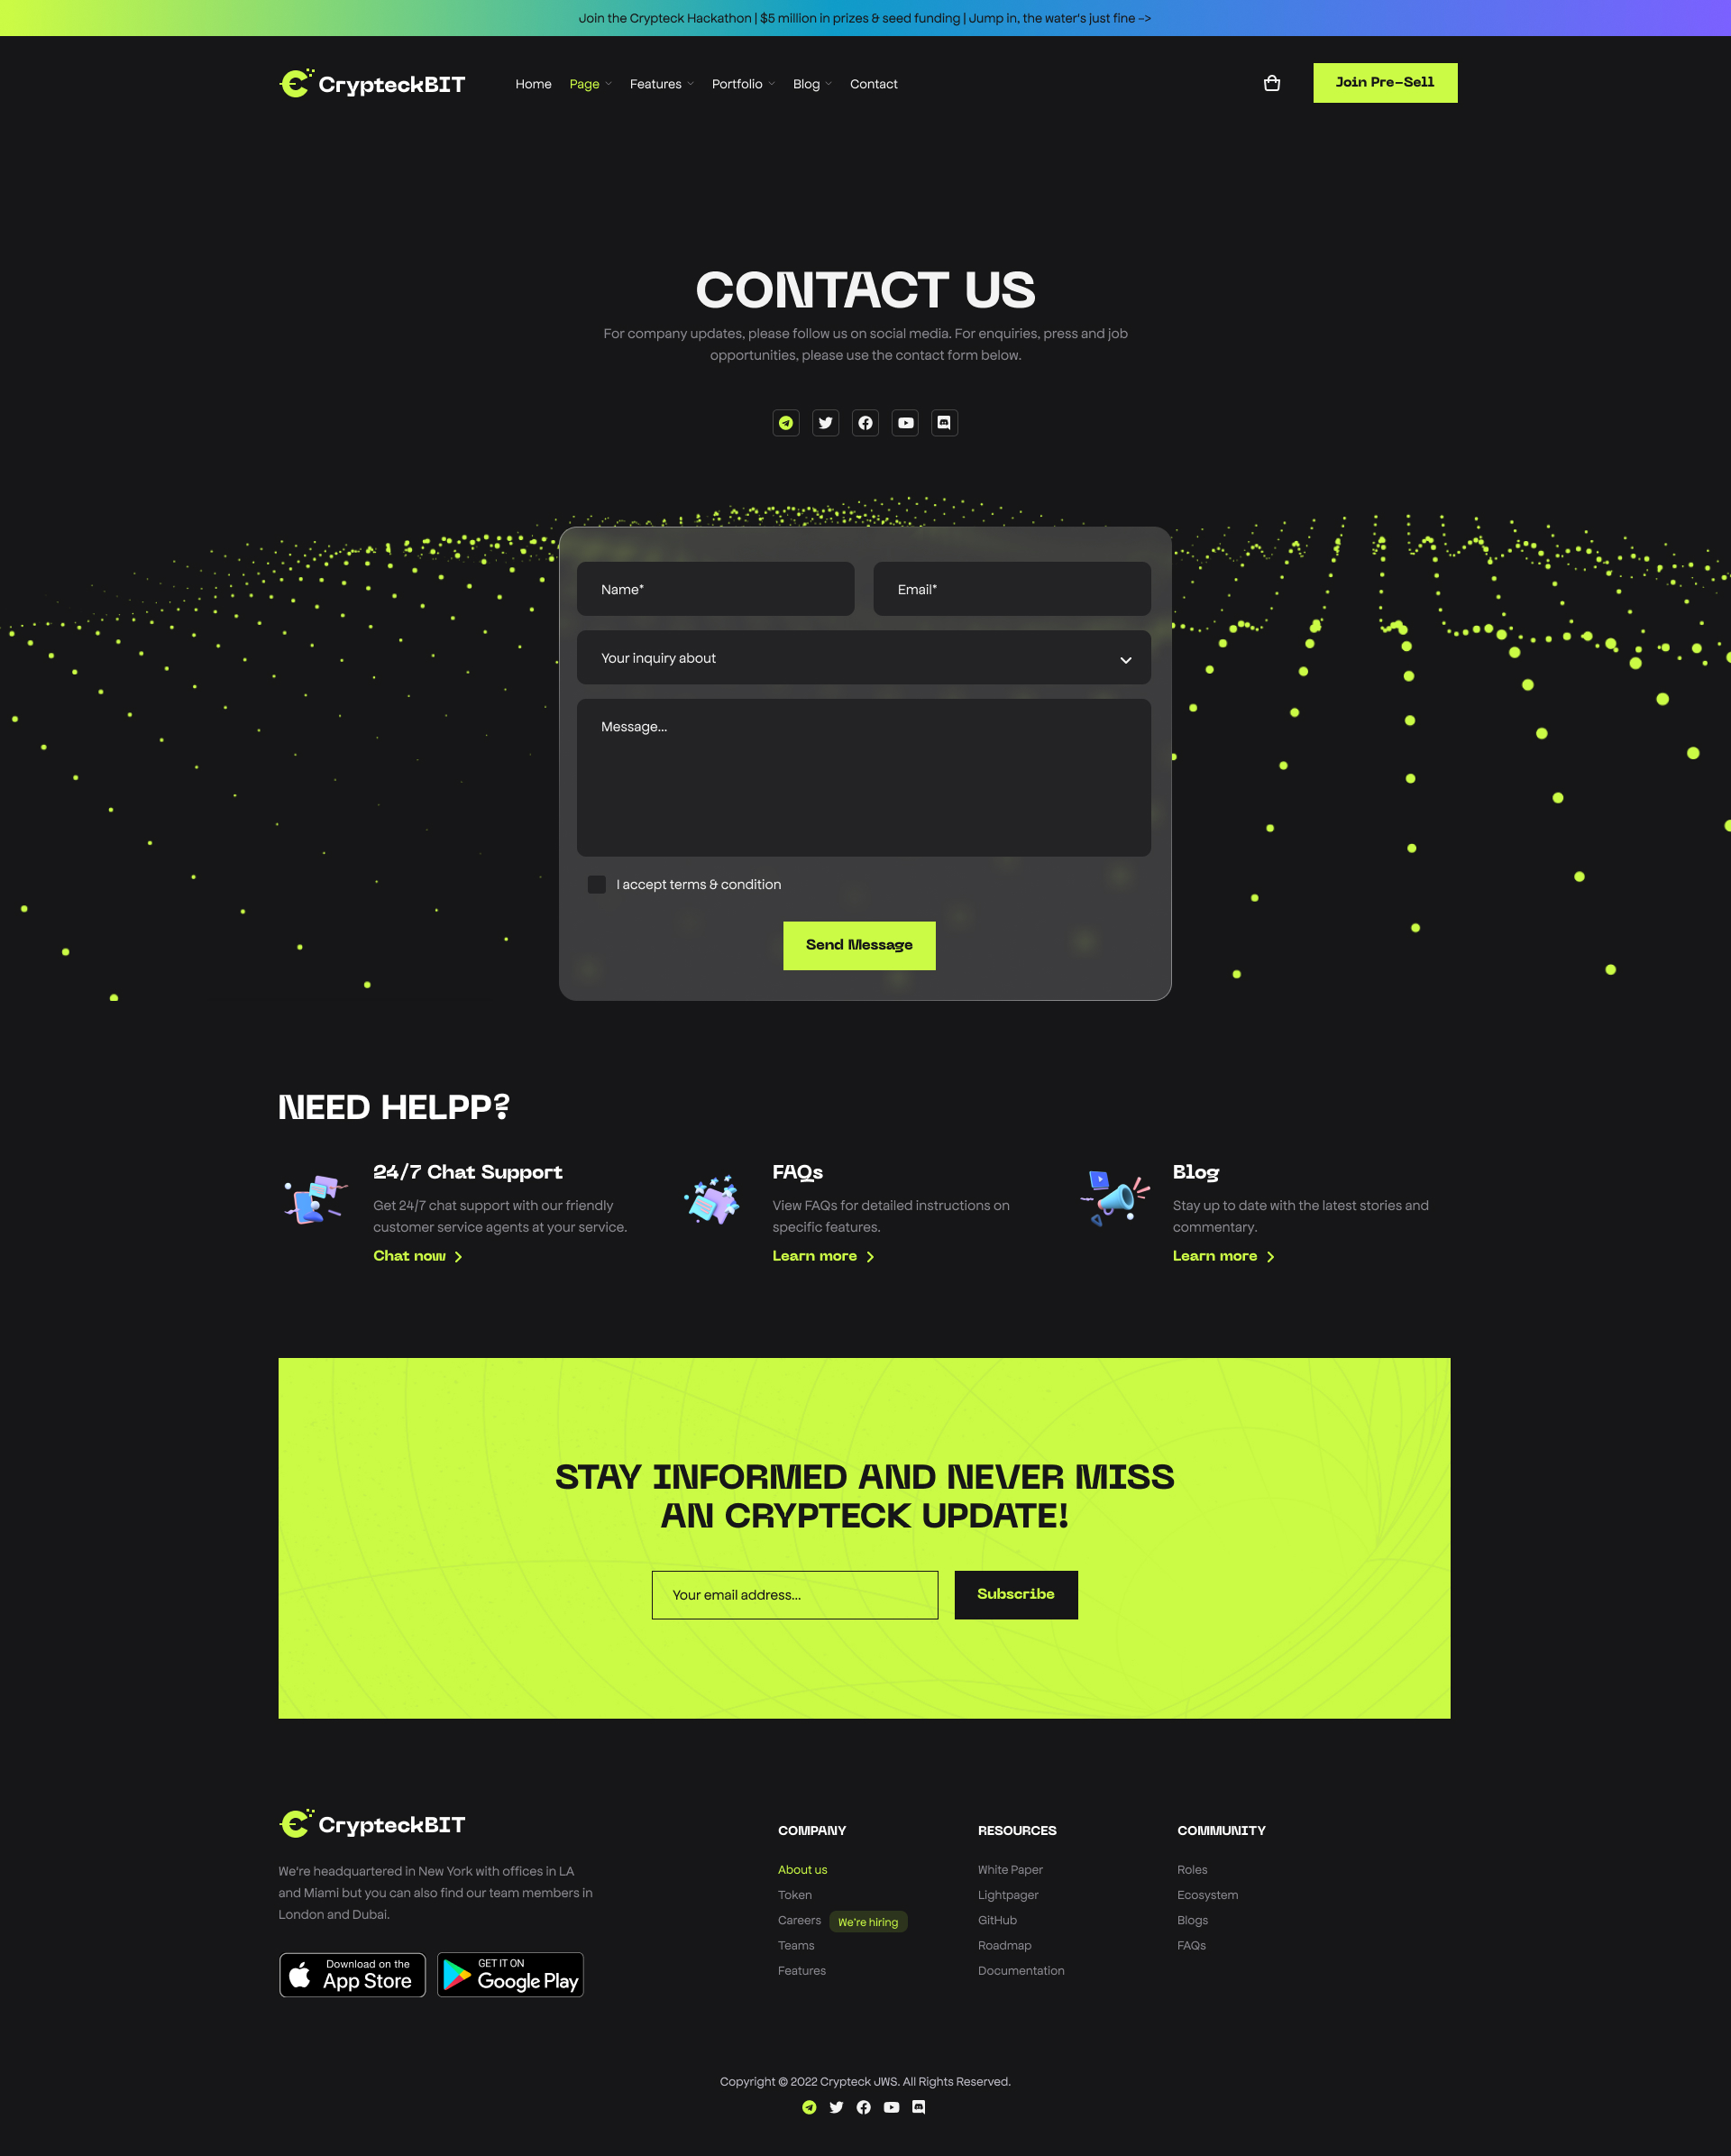 Join the Crypteck Hackathon | $5 million in prizes & seed funding | Jump in, the water's just fine ->
CrypteckBIT
Home Page Features Portfolio Blog Contact
Join Pre-Sell
CONTACT US
For company updates, please follow us on social media. For enquiries, press and job
opportunities, please use the contact form below.
Name* Email*
Your inquiry about
Message...
I accept terms & condition
Send Message
NEED HELPP?
24/7 Chat Support
Get 24/7 chat support with our friendly
customer service agents at your service.
Chat now
FAQs
View FAQs for detailed instructions on
specific features.
Learn more
Blog
Stay up to date with the latest stories and
commentary.
Learn more
STAY INFORMED AND NEVER MISS
AN CRYPTECK UPDATE!
Your email address... Subscribe
CrypteckBIT
We're headquartered in New York with offices in LA
and Miami but you can also find our team members in
London and Dubai.
Download on the
App Store
GET IT ON
Google Play
COMPANY
About us
Token
Careers We're hiring
Teams
Features
RESOURCES
White Paper
Lightpager
GitHub
Roadmap
Documentation
COMMUNITY
Roles
Ecosystem
Blogs
FAQs
Copyright © 2022 Crypteck JWS. All Rights Reserved.